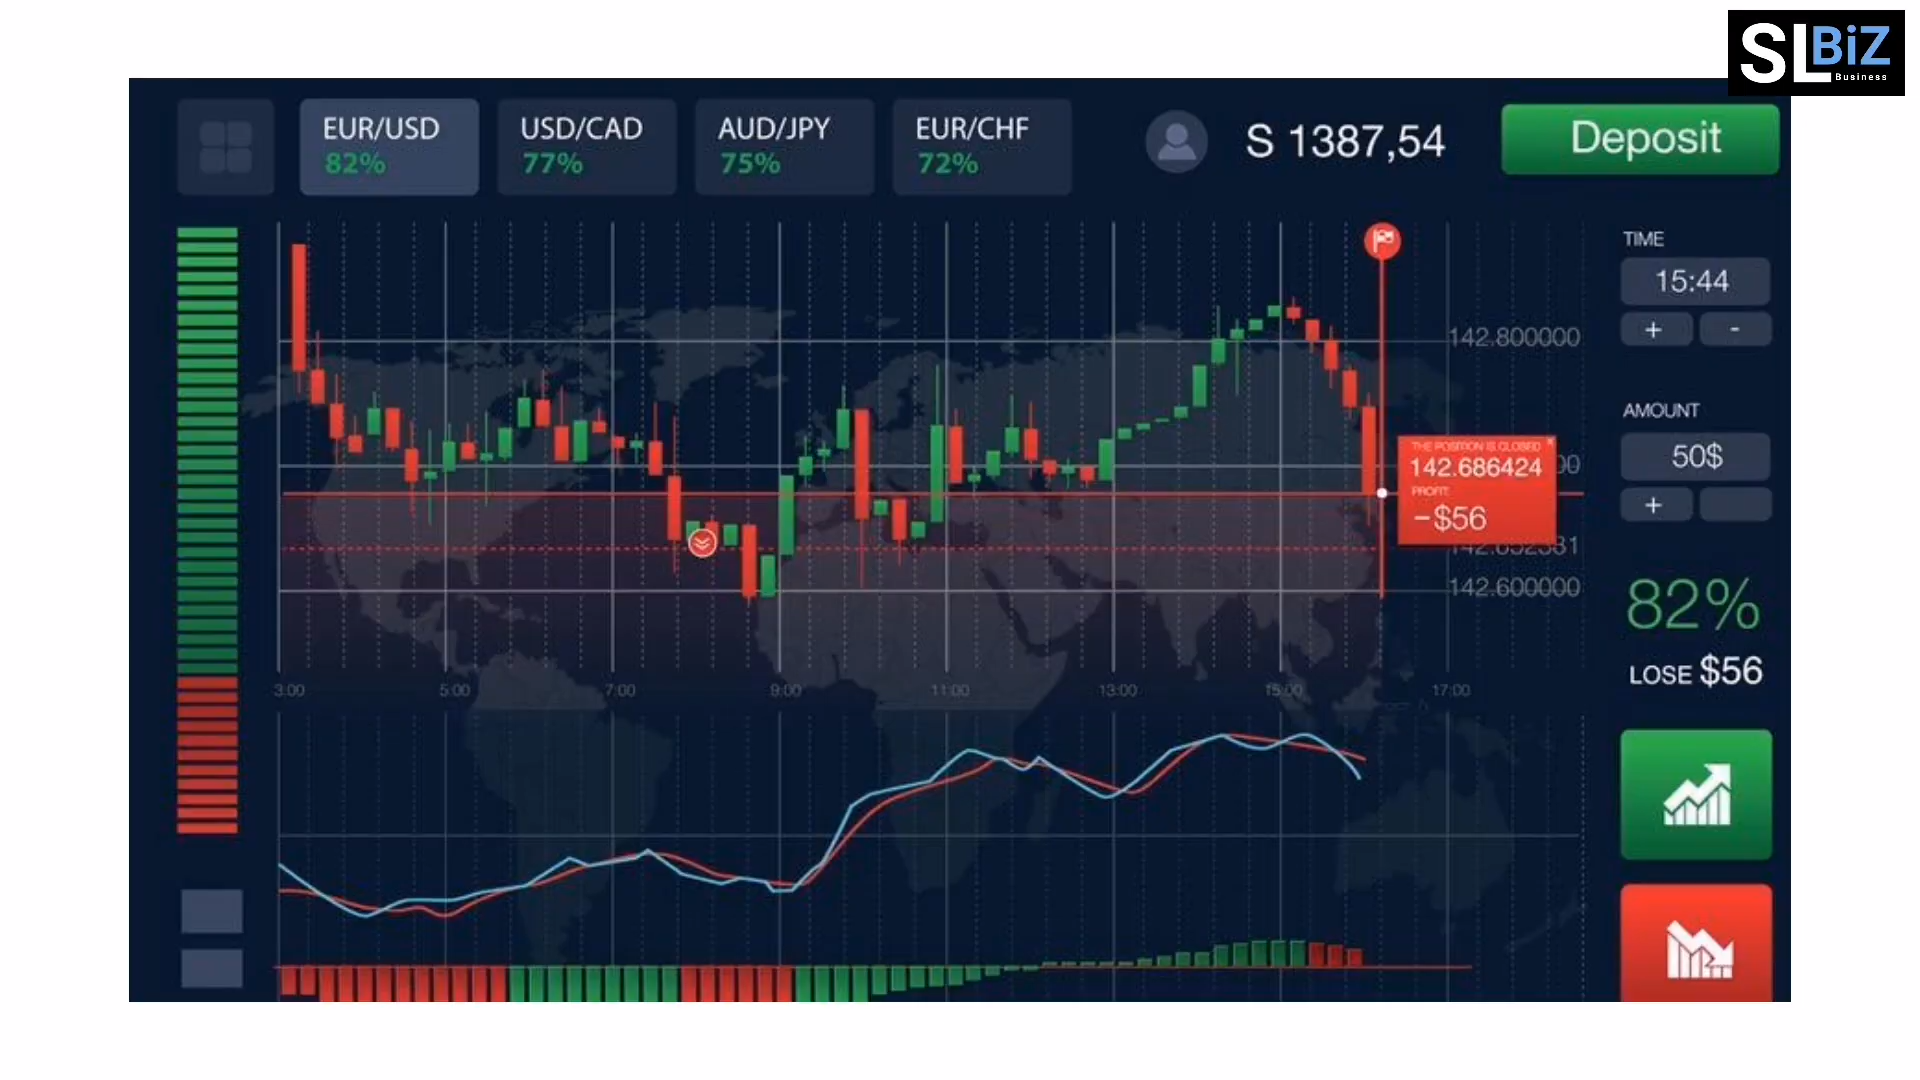 SLBiZ
Business
EUR/USD
82%
USD/CAD
77%
AUD/JPY
75%
EUR/CHF
72%
S 1387,54
Deposit
TIME
15:44
+ -
142.800000
AMOUNT
50$
+
THE POSITION IS CLOSED
142.686424
PROFIT:
-$56
00
142.600000
82%
LOSE $56
3:00 5:00 7:00 9:00 11:00 13:00 15:00 17:00